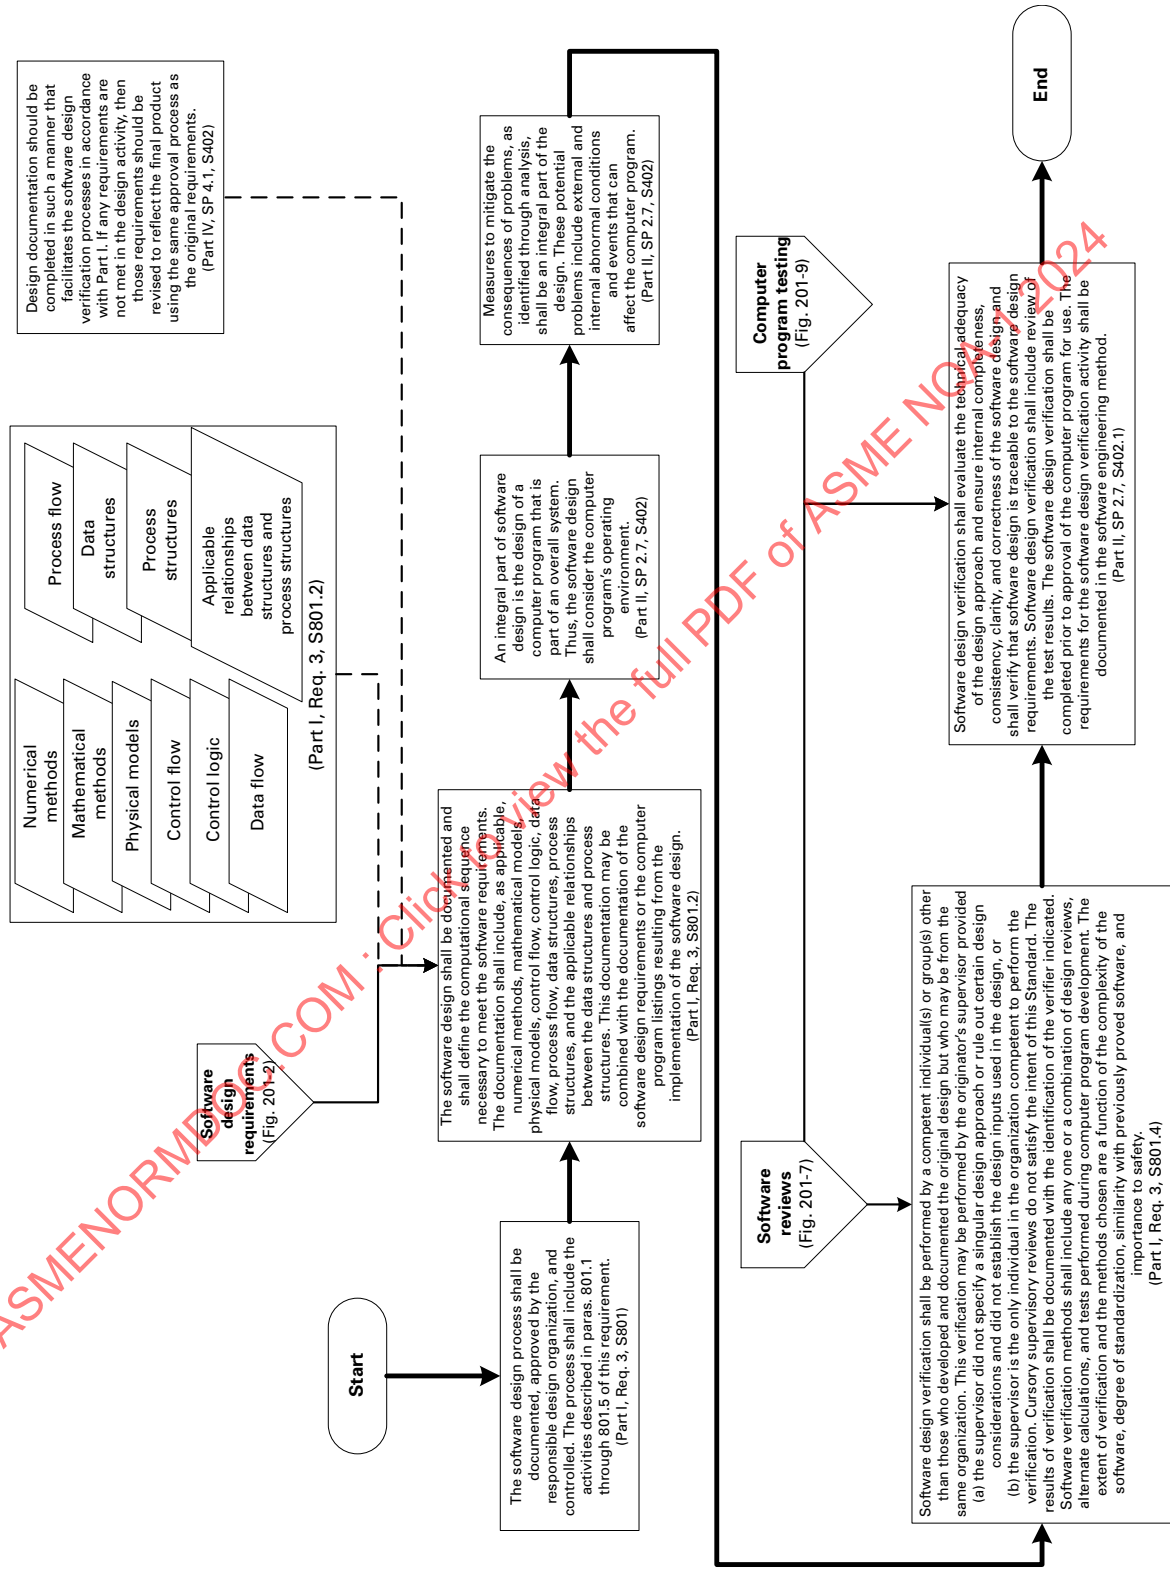 Start
The software design process shall be
documented, approved by the
responsible design organization, and
controlled. The process shall include the
activities described in paras. 801.1
through 801.5 of this requirement.
(Part I, Req. 3, S801)
Software
design
requirements
(Fig. 201-2)
Numerical
methods
Mathematical
methods
Physical models
Control flow
Control logic
Data flow
Process flow
Data
structures
Process
structures
Applicable
relationships
between data
structures and
process structures
(Part I, Req. 3, S801.2)
Design documentation should be
completed in such a manner that
facilitates the software design
verification processes in accordance
with Part I. If any requirements are
not met in the design activity, then
those requirements should be
revised to reflect the final product
using the same approval process as
the original requirements.
(Part IV, SP 4.1, S402)
The software design shall be documented and
shall define the computational sequence
necessary to meet the software requirements.
The documentation shall include, as applicable,
numerical methods, mathematical models,
physical models, control flow, control logic, data
flow, process flow, data structures, process
structures, and the applicable relationships
between the data structures and process
structures. This documentation may be
combined with the documentation of the
software design requirements or the computer
program listings resulting from the
implementation of the software design.
(Part I, Req. 3, S801.2)
An integral part of software
design is the design of a
computer program that is
part of an overall system.
Thus, the software design
shall consider the computer
program's operating
environment.
(Part II, SP 2.7, S402)
Measures to mitigate the
consequences of problems, as
identified through analysis,
shall be an integral part of the
design. These potential
problems include external and
internal abnormal conditions
and events that can
affect the computer program.
(Part II, SP 2.7, S402)
Software
reviews
(Fig. 201-7)
Computer
program testing
(Fig. 201-9)
Software design verification shall be performed by a competent individual(s) or group(s) other
than those who developed and documented the original design but who may be from the
same organization. This verification may be performed by the originator's supervisor provided
(a) the supervisor did not specify a singular design approach or rule out certain design
considerations and did not establish the design inputs used in the design, or
(b) the supervisor is the only individual in the organization competent to perform the
verification. Cursory supervisory reviews do not satisfy the intent of this Standard. The
results of verification shall be documented with the identification of the verifier indicated.
Software verification methods shall include any one or a combination of design reviews,
alternate calculations, and tests performed during computer program development. The
extent of verification and the methods chosen are a function of the complexity of the
software, degree of standardization, similarity with previously proved software, and
importance to safety.
(Part I, Req. 3, S801.4)
Software design verification shall evaluate the technical adequacy
of the design approach and ensure internal completeness,
consistency, clarity, and correctness of the software design and
shall verify that software design is traceable to the software design
requirements. Software design verification shall include review of
the test results. The software design verification shall be
completed prior to approval of the computer program for use. The
requirements for the software design verification activity shall be
documented in the software engineering method.
(Part II, SP 2.7, S402.1)
End
ASMENORMDOC.COM : Click to view the full PDF of ASME NQA-1 2024